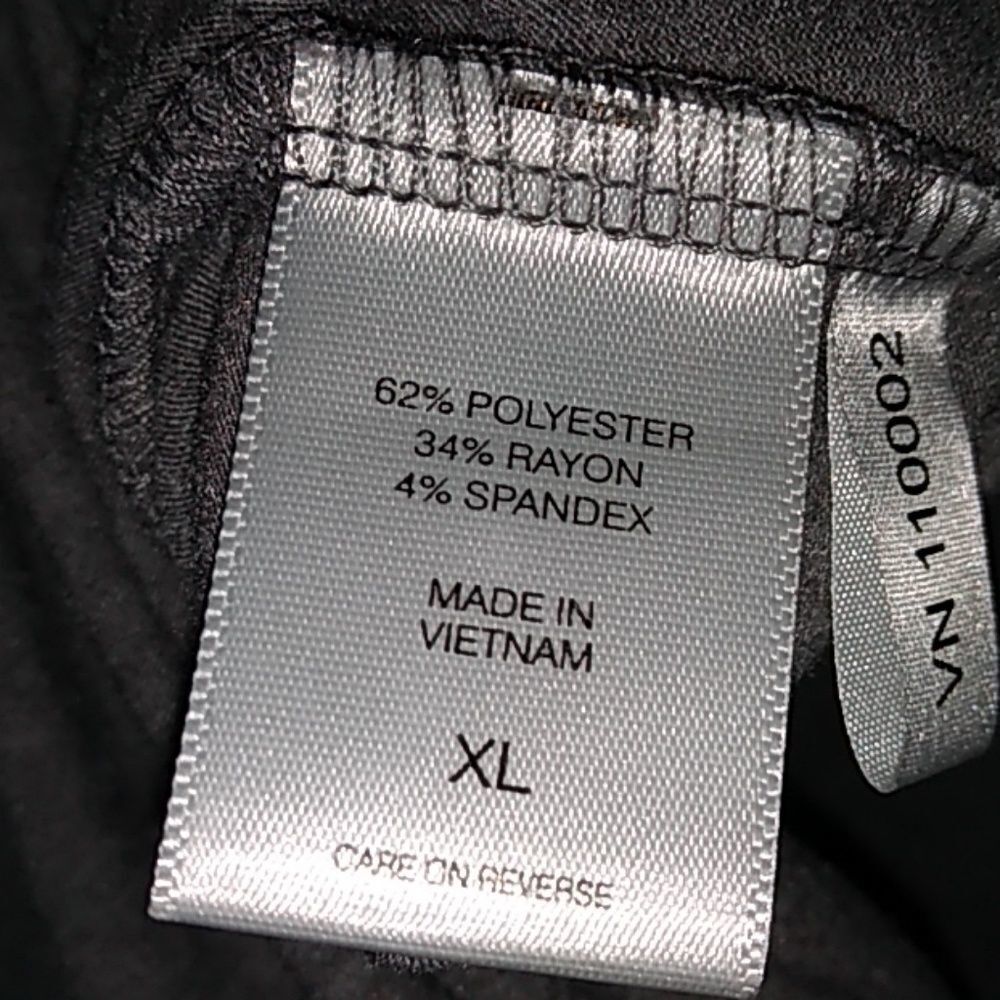 62% POLYESTER
34% RAYON
4% SPANDEX
MADE IN
VIETNAM
XL
CARE ON REVERSE
VN 110002